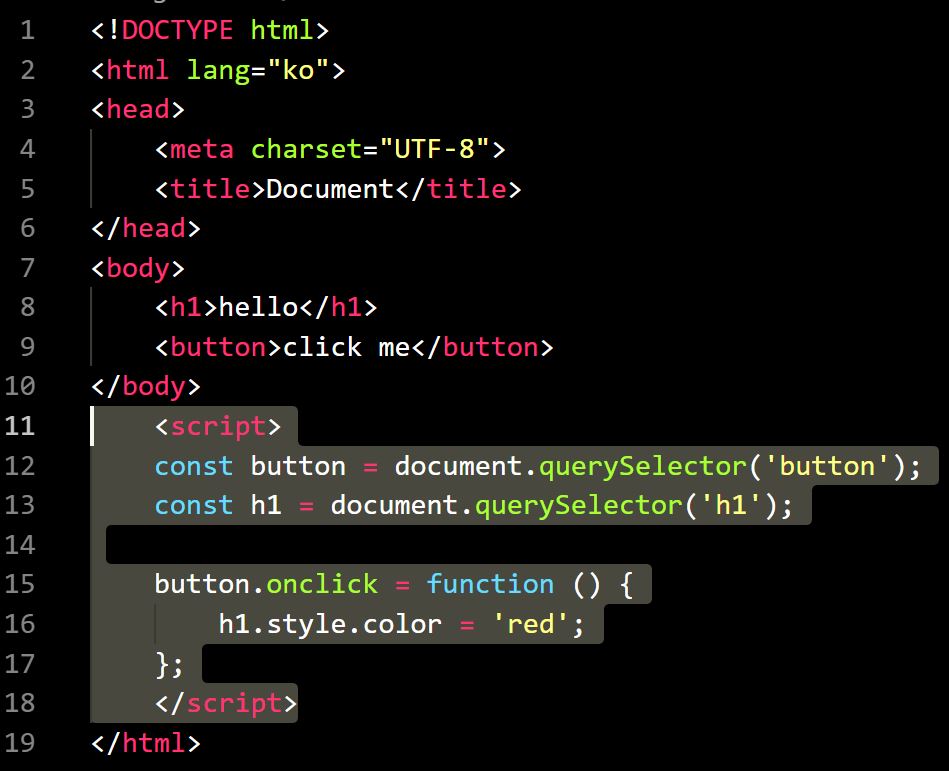 1 <!DOCTYPE html>
2 <html lang="ko">
3 <head>
4 <meta charset="UTF-8">
5 <title>Document</title>
6 </head>
7 <body>
8 <h1>hello</h1>
9 <button>click me</button>
10 </body>
11 <script>
12 const button = document.querySelector('button');
13 const h1 = document.querySelector('h1');
14
15 button.onclick = function () {
16 h1.style.color = 'red';
17 };
18 </script>
19 </html>